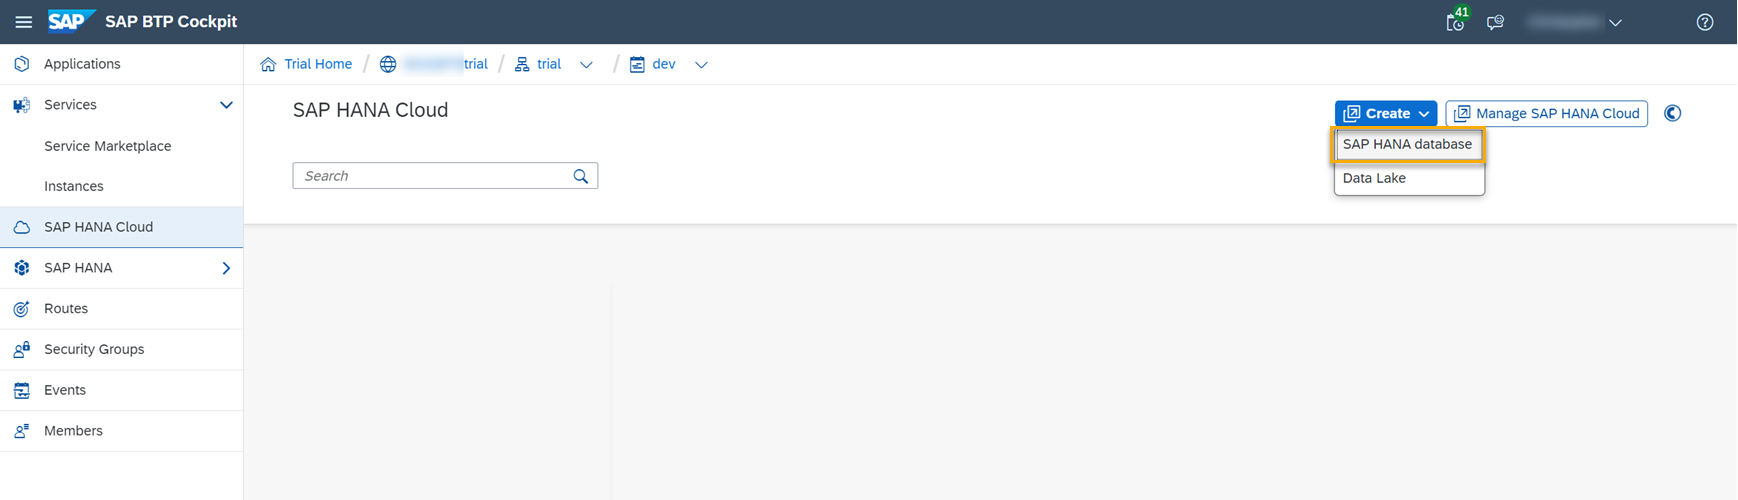 SAP SAP BTP Cockpit
41
Applications
Services
Service Marketplace
Instances
SAP HANA Cloud
SAP HANA
Routes
Security Groups
Events
Members
Trial Home / trial / trial / dev
SAP HANA Cloud
Create
Manage SAP HANA Cloud
SAP HANA database
Data Lake
Search